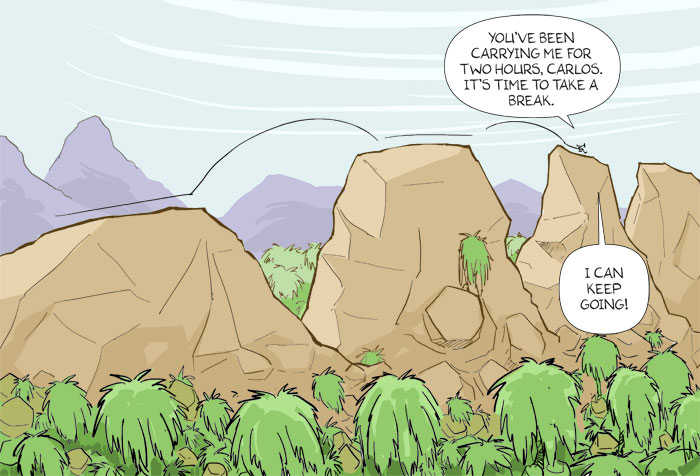 YOU'VE BEEN
CARRYING ME FOR
TWO HOURS, CARLOS.
IT'S TIME TO TAKE A
BREAK.
I CAN
KEEP
GOING!